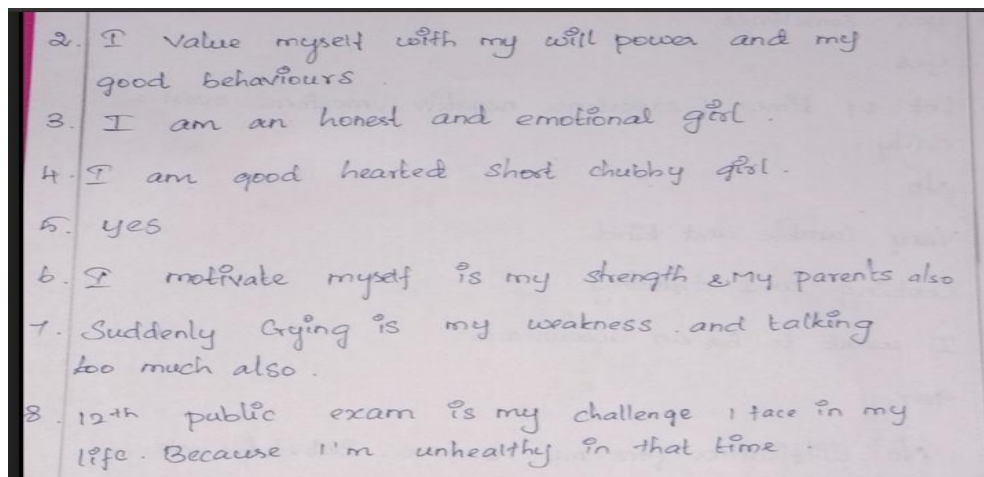 2. I value myself with my will power and my
good behaviours
3. I am an honest and emotional girl.
4. I am good hearted short chubby girl.
5. yes
6. I motivate myself is my strength & My parents also
7. Suddenly Crying is my weakness. and talking
too much also.
8. 12th public exam is my challenge I face in my
life. Because I'm unhealthy in that time.